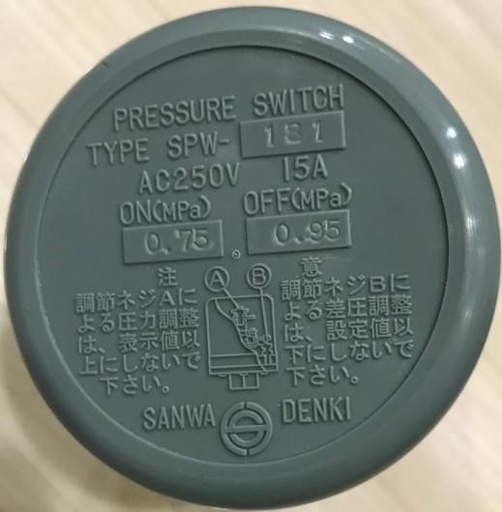 PRESSURE SWITCH
TYPE SPW- 181
AC250V 15A
ON(MPa) OFF(MPa)
0.75 0.95
注 意
A B
調節ネジAに
よる圧力調整
は、表示値以
上にしないで
下さい。
調節ネジBに
よる差圧調整
は、設定値以
下にしないで
下さい。
SANWA DENKI